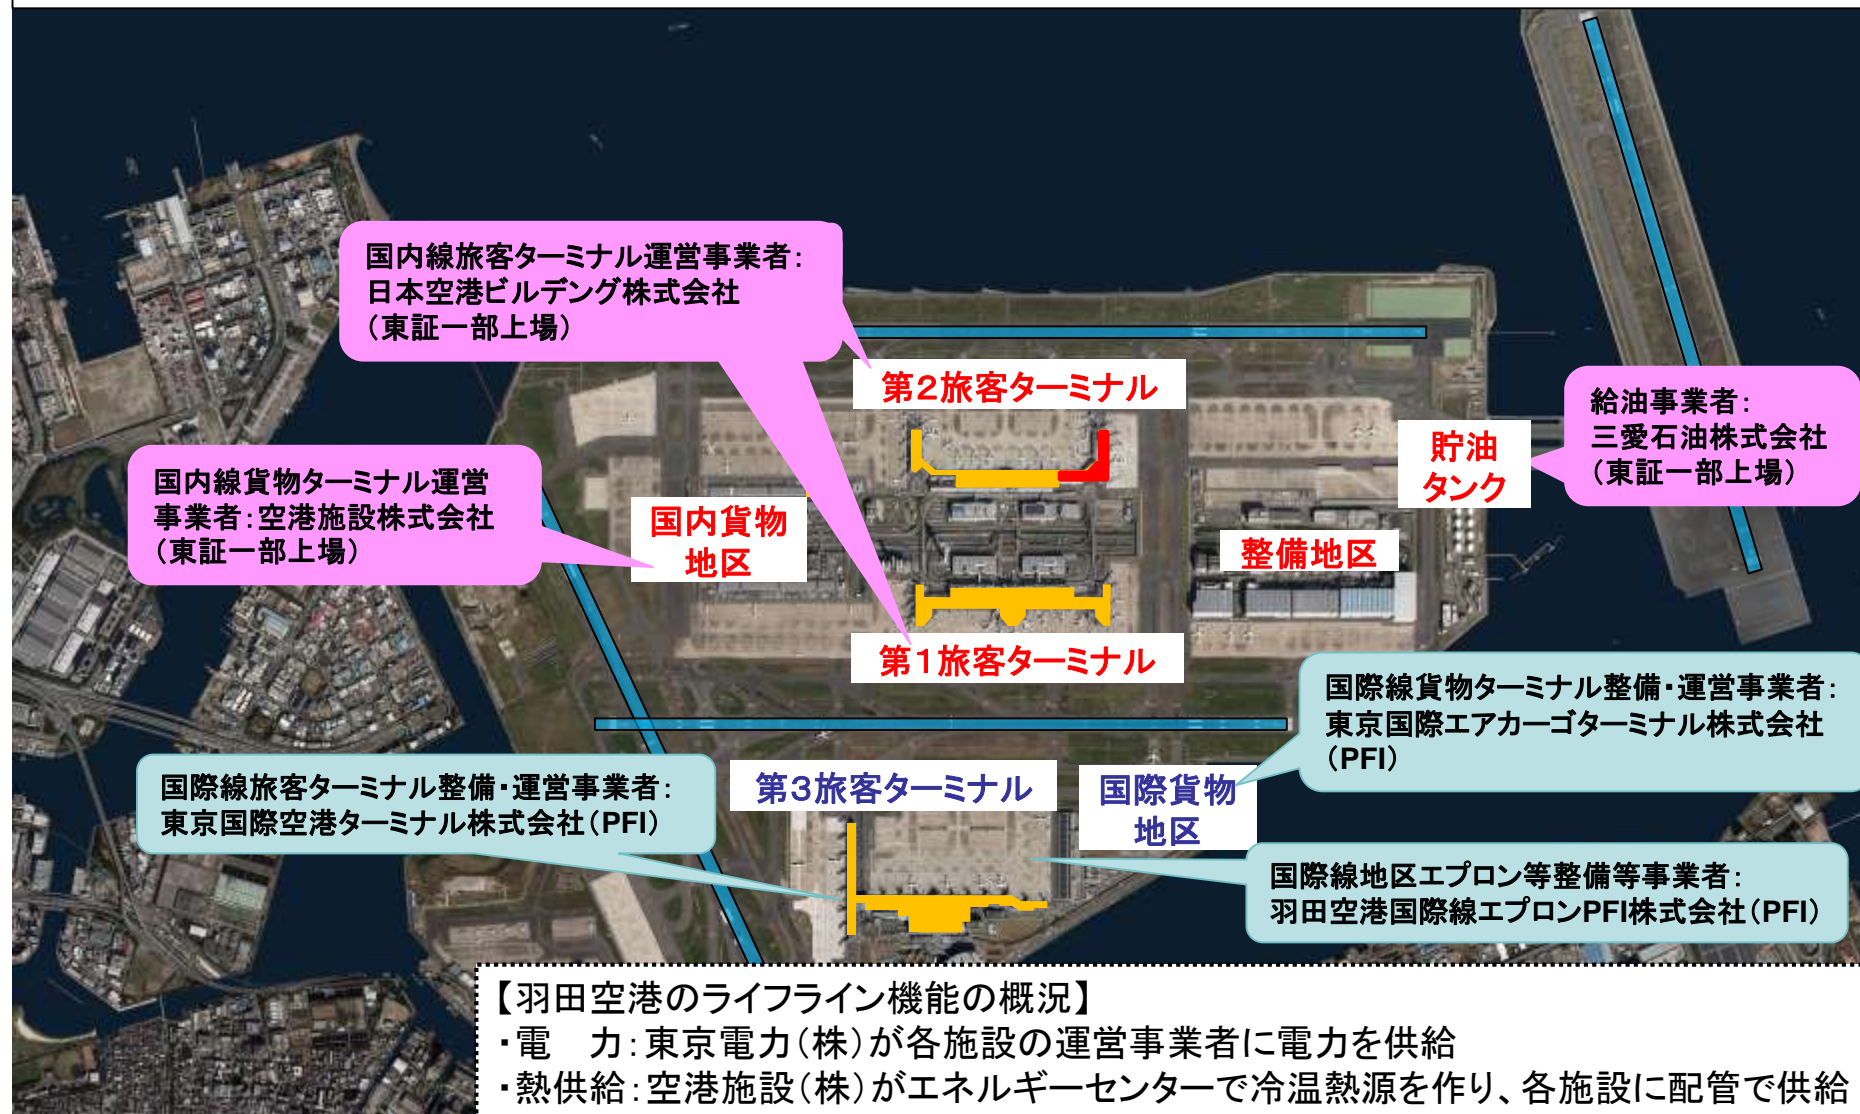 国内線旅客ターミナル運営事業者：
日本空港ビルデング株式会社
（東証一部上場）
第２旅客ターミナル
給油事業者：
三愛石油株式会社
（東証一部上場）
貯油
タンク
国内線貨物ターミナル運営
事業者：空港施設株式会社
（東証一部上場）
国内貨物
地区
整備地区
第１旅客ターミナル
国際線貨物ターミナル整備・運営事業者：
東京国際エアカーゴターミナル株式会社
（PFI）
国際線旅客ターミナル整備・運営事業者：
東京国際空港ターミナル株式会社（PFI）
第３旅客ターミナル
国際貨物
地区
国際線地区エプロン等整備等事業者：
羽田空港国際線エプロンPFI株式会社（PFI）
【羽田空港のライフライン機能の概況】
・電　力：東京電力（株）が各施設の運営事業者に電力を供給
・熱供給：空港施設（株）がエネルギーセンターで冷温熱源を作り、各施設に配管で供給